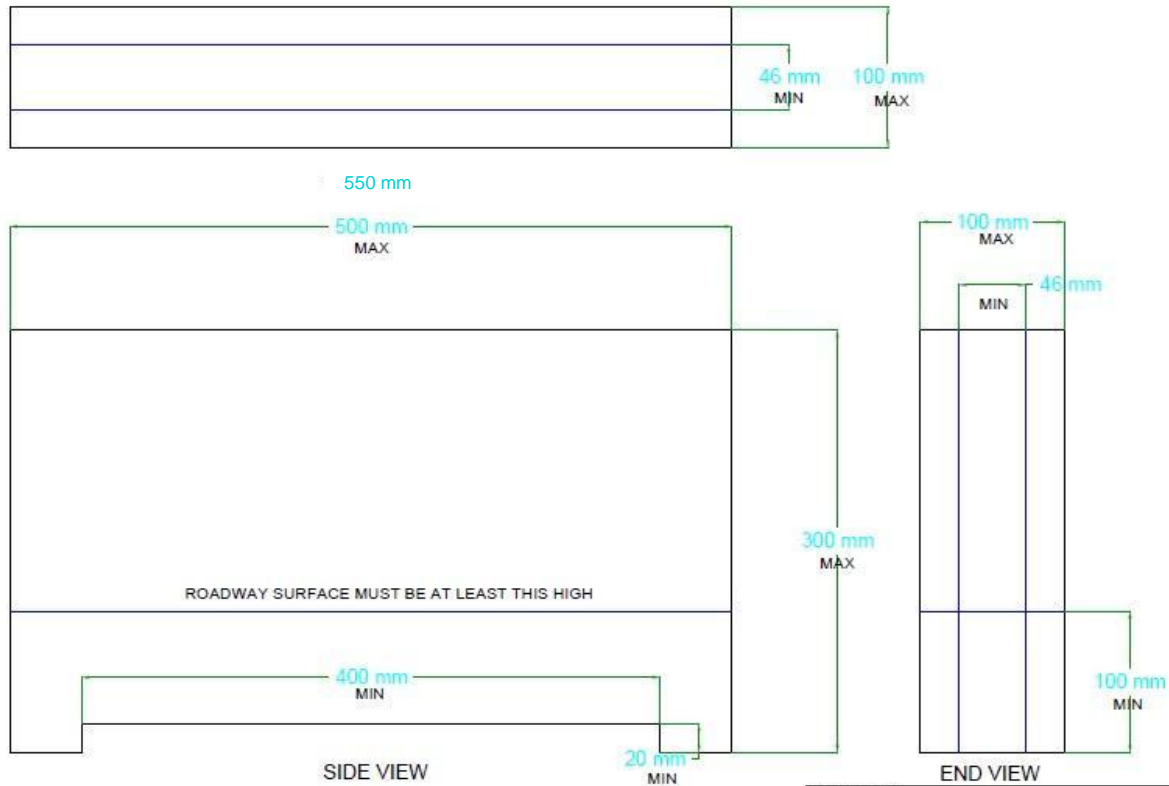 46 mm
MIN
100 mm
MAX
550 mm
500 mm
MAX
100 mm
MAX
46 mm
MIN
300 mm
MAX
ROADWAY SURFACE MUST BE AT LEAST THIS HIGH
400 mm
MIN
100 mm
MIN
20 mm
MIN
SIDE VIEW
END VIEW